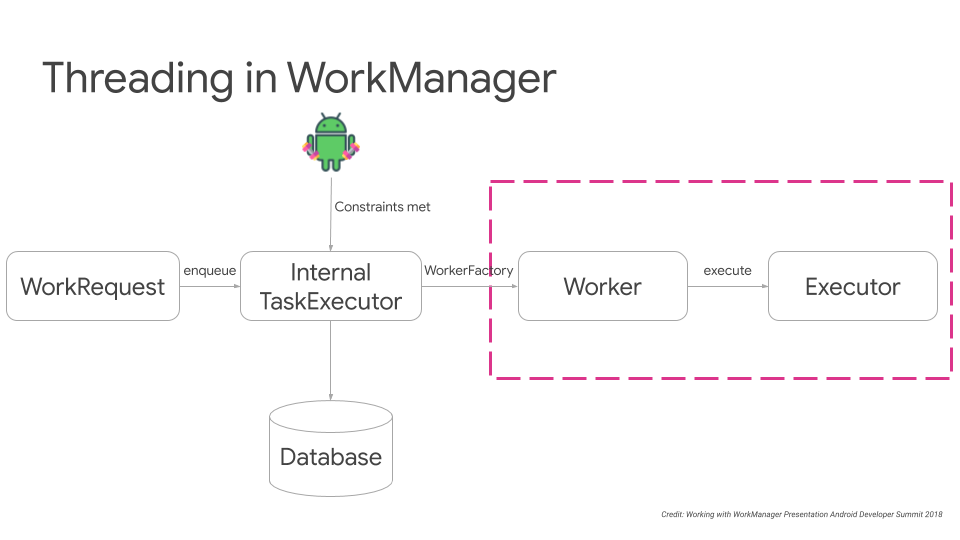 Threading in WorkManager
Constraints met
WorkRequest
enqueue
Internal
TaskExecutor
WorkerFactory
Worker
execute
Executor
Database
Credit: Working with WorkManager Presentation Android Developer Summit 2018